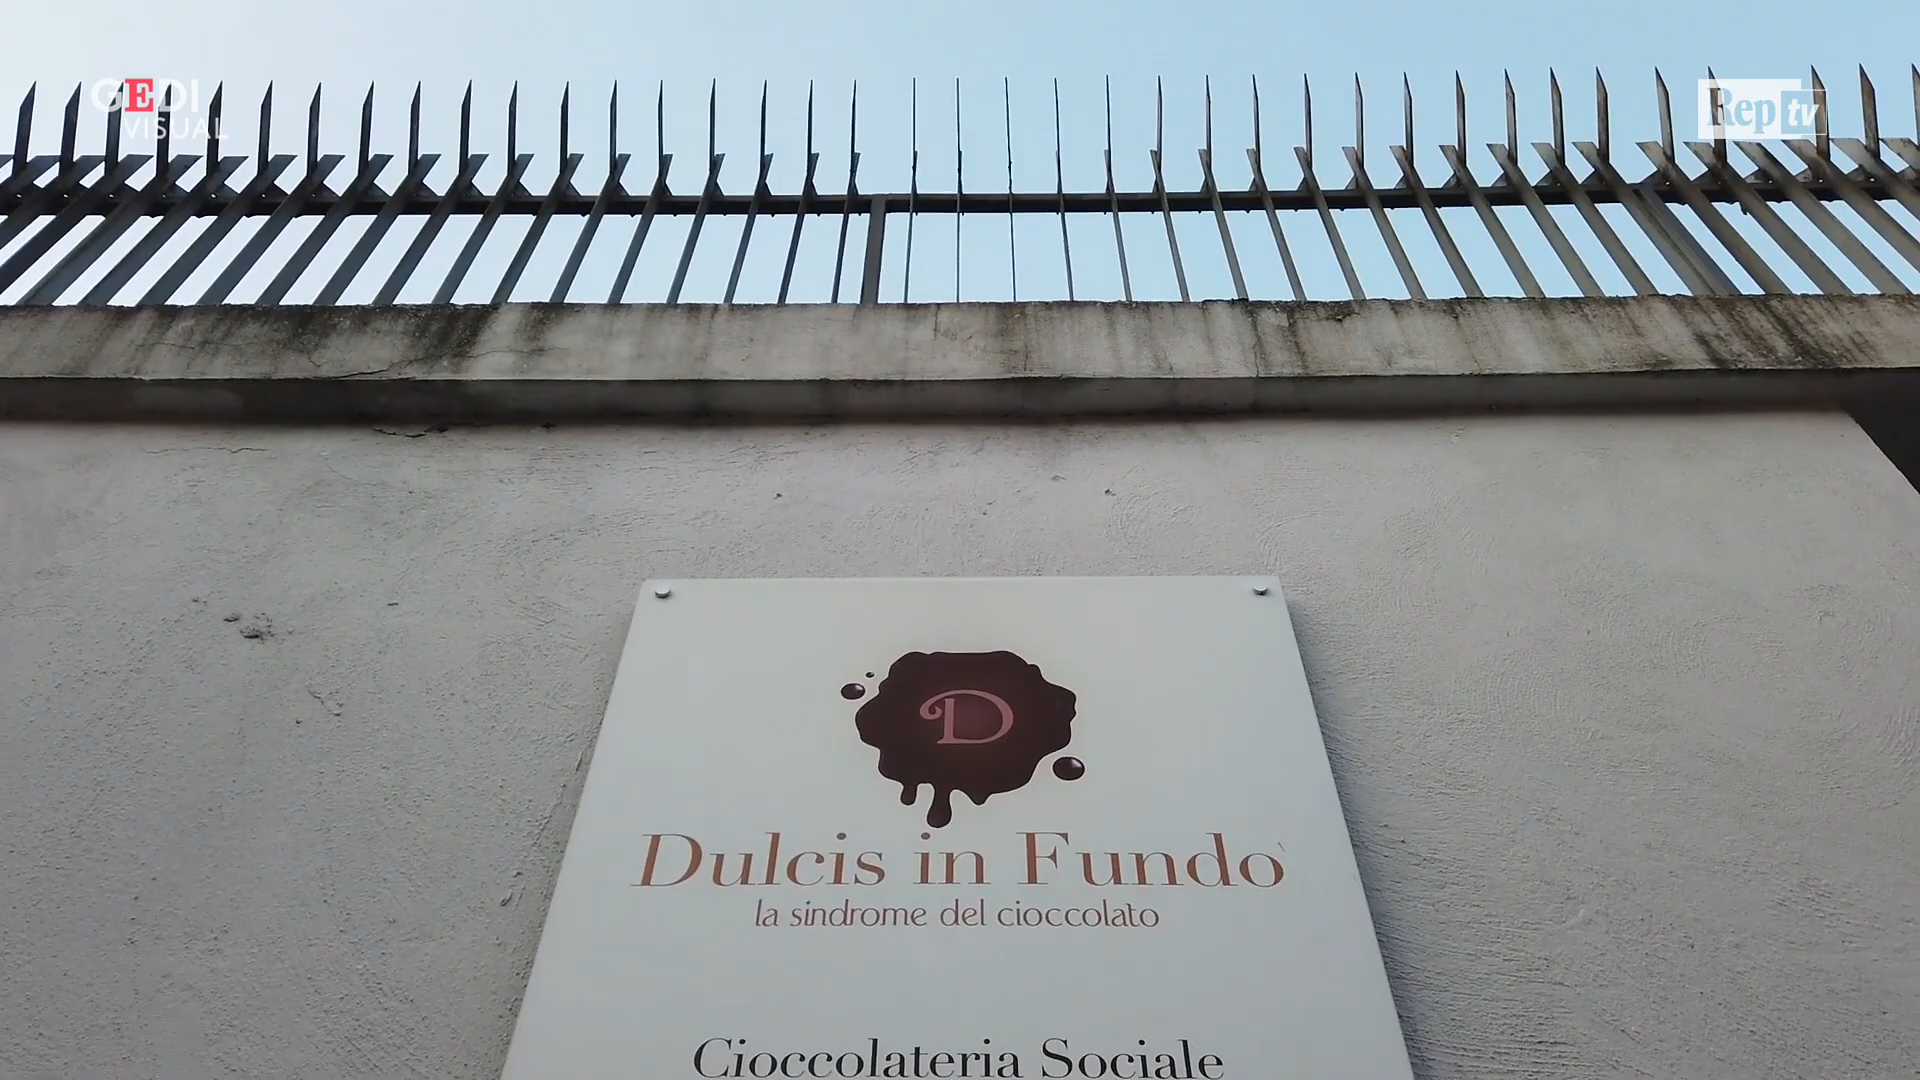 GEDI
VISUAL
Rep tv
D
Dulcis in Fundo
la sindrome del cioccolato
Cioccolateria Sociale